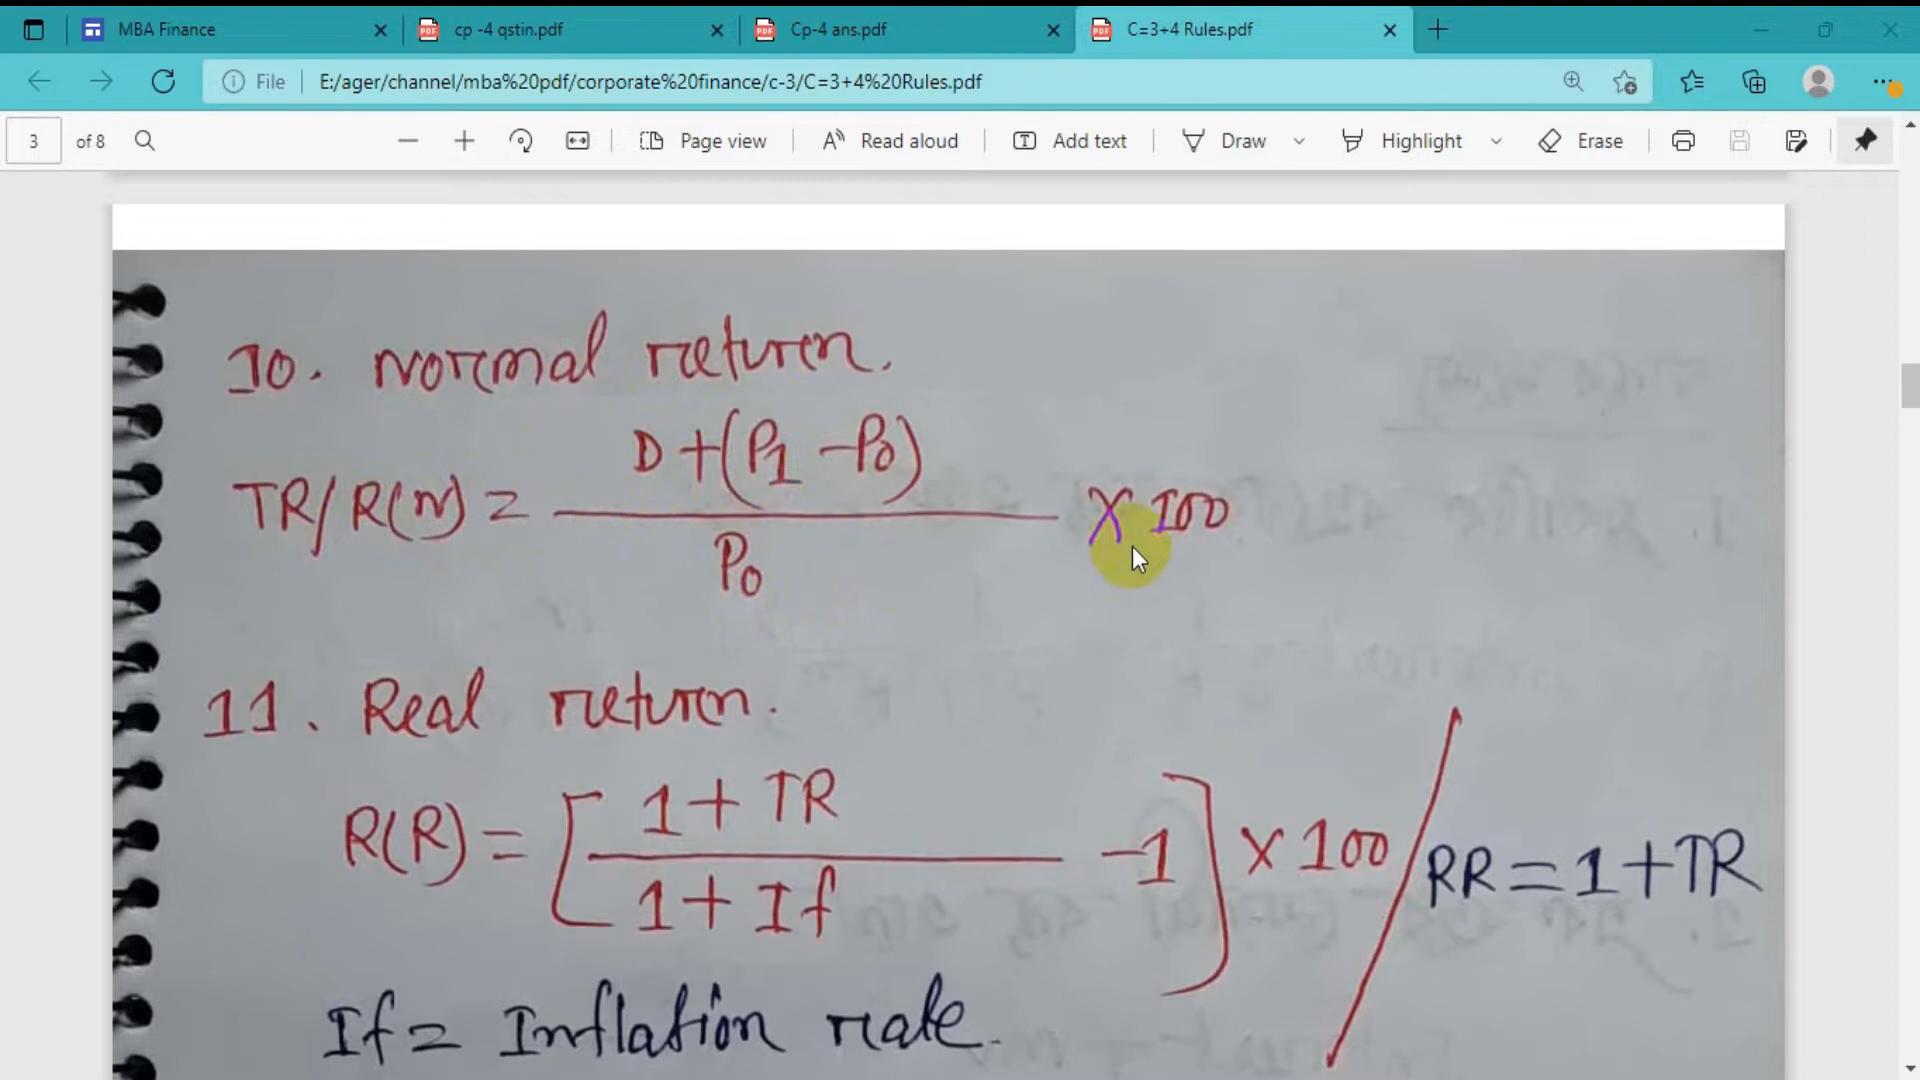 MBA Finance
cp -4 qstin.pdf
Cp-4 ans.pdf
C=3+4 Rules.pdf
File
E:/ager/channel/mba%20pdf/corporate%20finance/c-3/C=3+4%20Rules.pdf
3 of 8
Page view
Read aloud
Add text
Draw
Highlight
Erase
10. Normal return.
TR/R(N) = D+(P1 -P0) / P0 X 100
11. Real return.
R(R) = [1+ TR / 1+ If -1] X 100 / RR = 1+TR
If = Inflation rate.